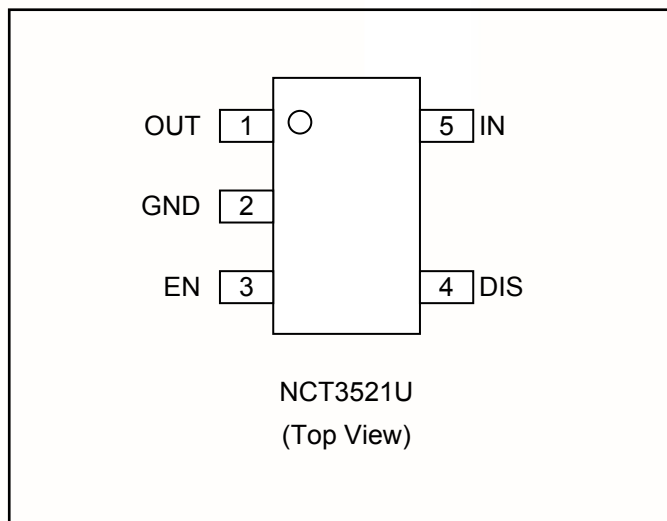 OUT 1 5 IN
GND 2
EN 3 4 DIS
NCT3521U
(Top View)